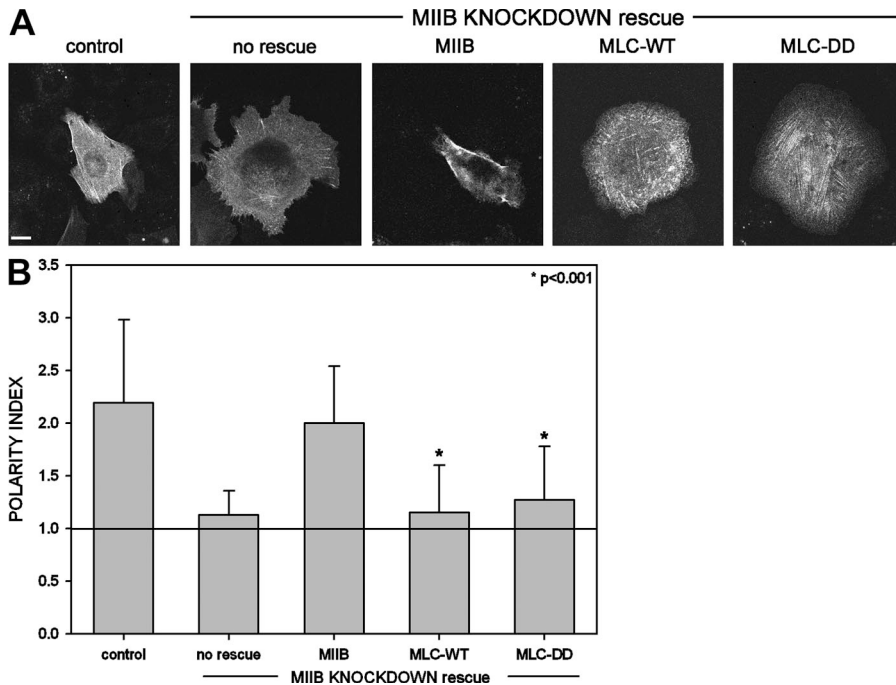 A
MIIB KNOCKDOWN rescue
control no rescue MIIB MLC-WT MLC-DD
B
* p<0.001
3.5
3.0
2.5
2.0
1.5
1.0
0.5
0.0
POLARITY INDEX
* *
control no rescue MIIB MLC-WT MLC-DD
MIIB KNOCKDOWN rescue